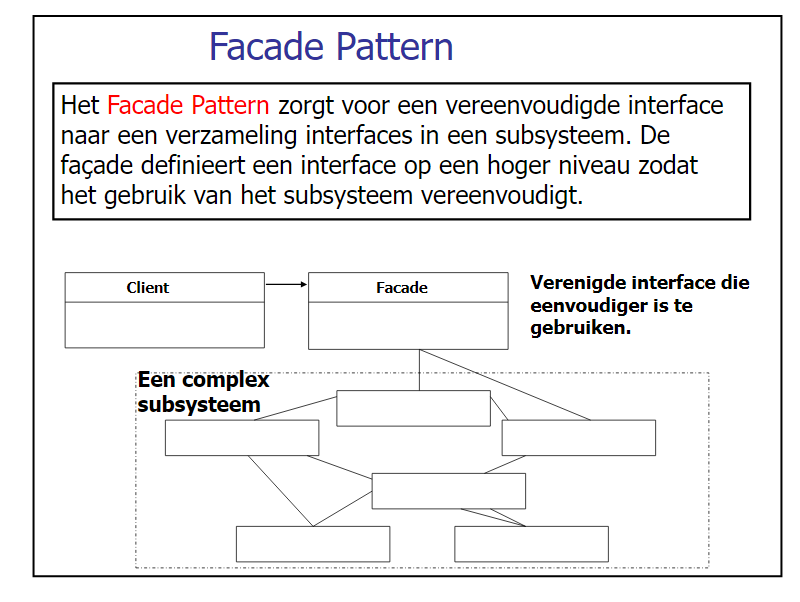 Facade Pattern
Het Facade Pattern zorgt voor een vereenvoudigde interface
naar een verzameling interfaces in een subsysteem. De
façade definieert een interface op een hoger niveau zodat
het gebruik van het subsysteem vereenvoudigt.
Client
Facade
Verenigde interface die
eenvoudiger is te
gebruiken.
Een complex
subsysteem